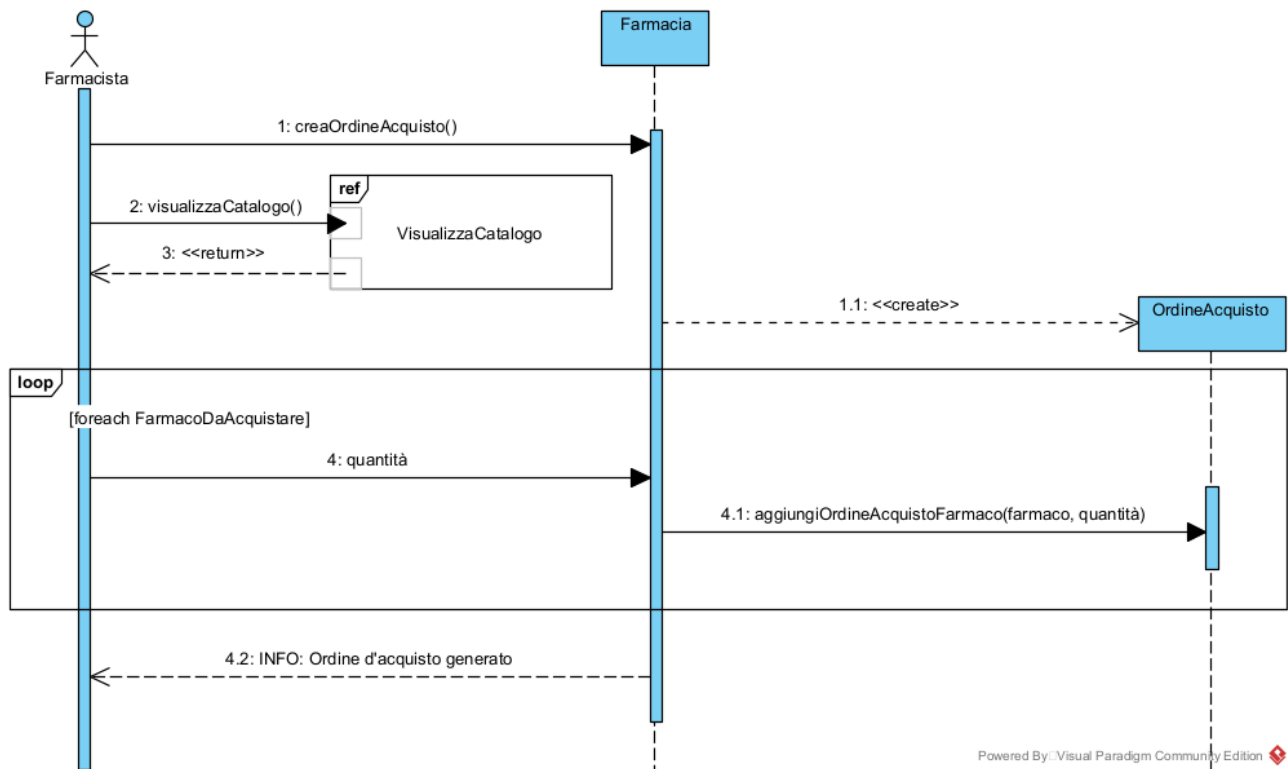 Farmacia
Farmacista
1: creaOrdineAcquisto()
ref
2: visualizzaCatalogo()
VisualizzaCatalogo
3: <<return>>
1.1: <<create>>
OrdineAcquisto
loop
[foreach FarmacoDaAcquistare]
4: quantità
4.1: aggiungiOrdineAcquistoFarmaco(farmaco, quantità)
4.2: INFO: Ordine d'acquisto generato
Powered By Visual Paradigm Community Edition